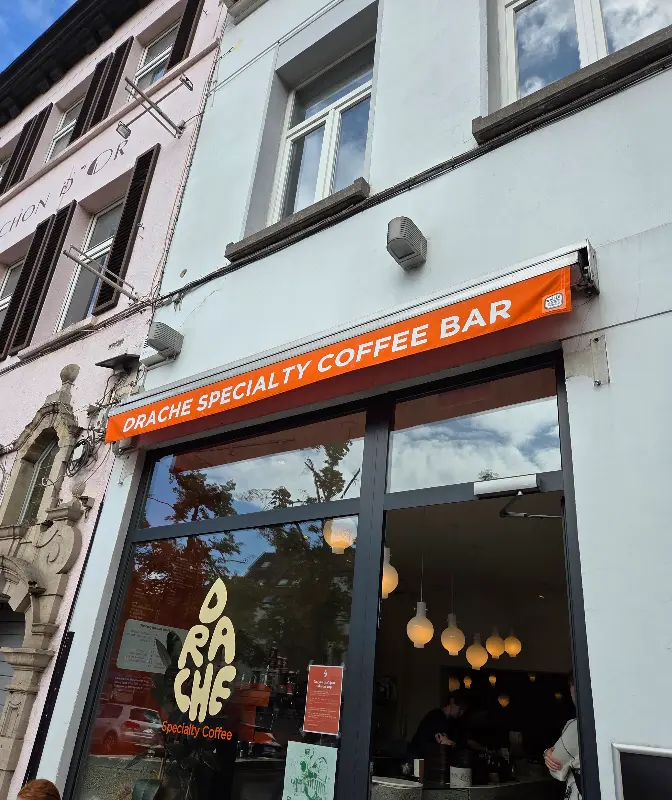 CHON D'OR
DRACHE SPECIALTY COFFEE BAR
D
RA
CHE
Specialty Coffee